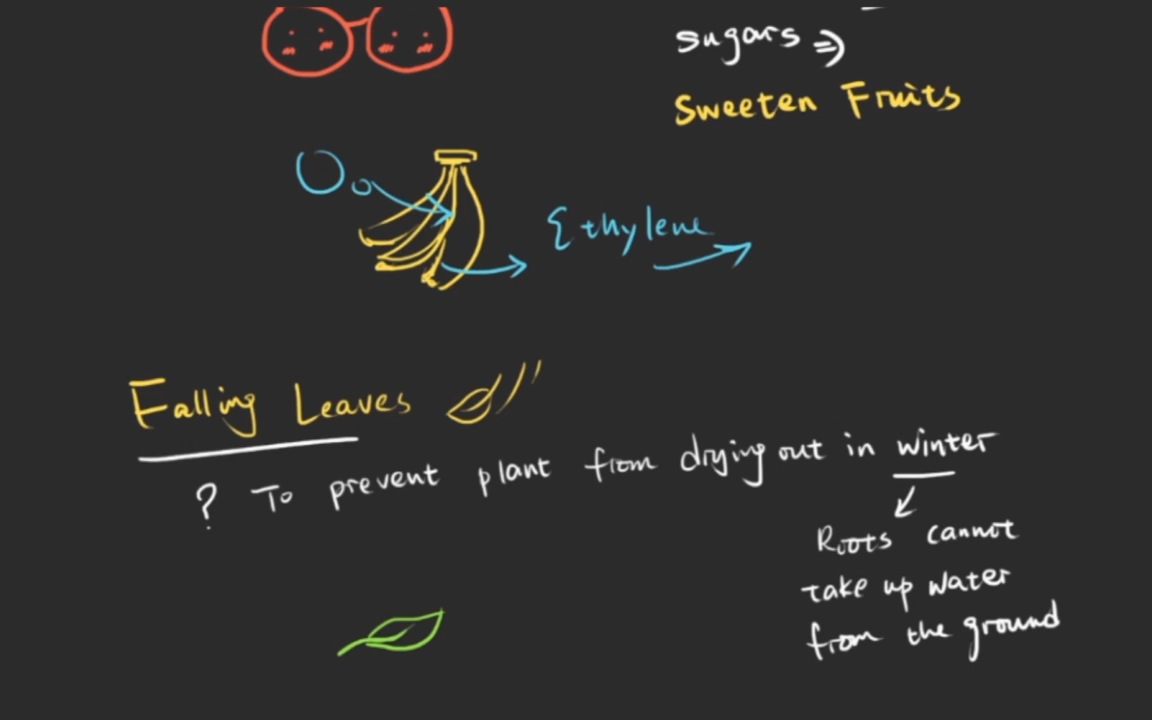 sugars ⇒
Sweeten Fruits
Ethylene
Falling Leaves
? To prevent plant from drying out in winter
Roots cannot
take up water
from the ground